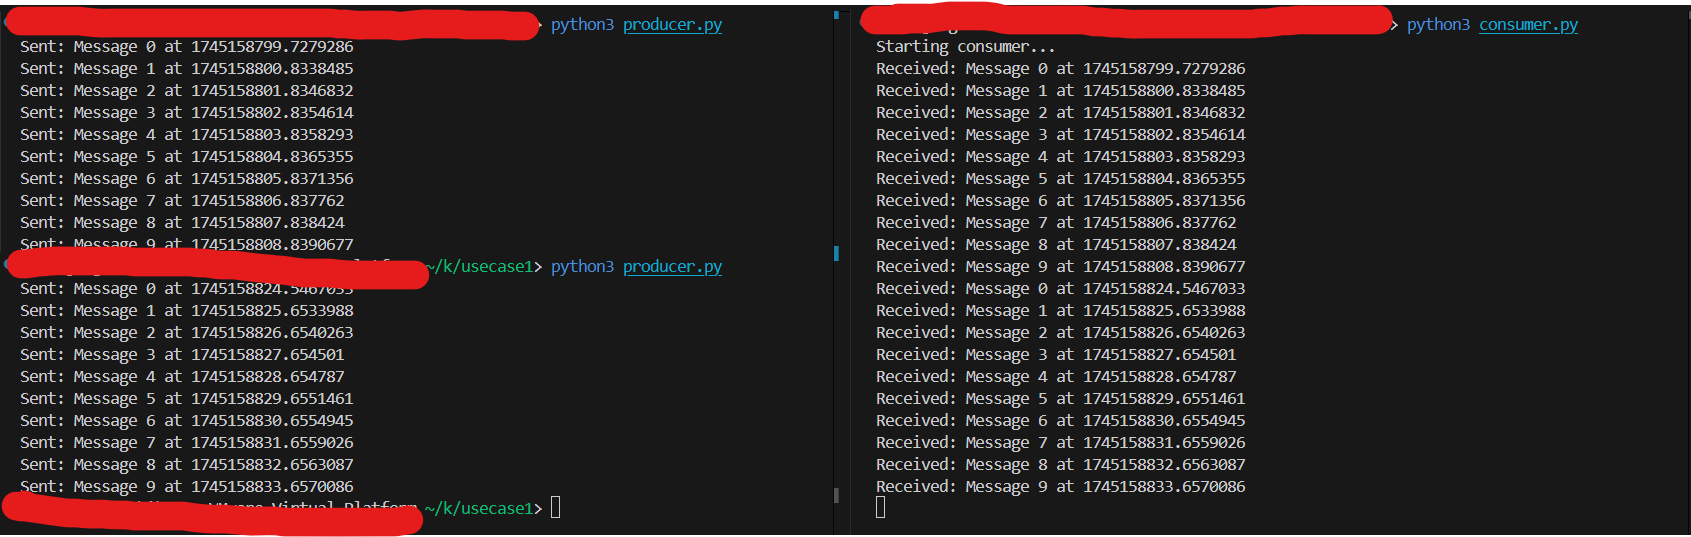 > python3 producer.py
Sent: Message 0 at 1745158799.7279286
Sent: Message 1 at 1745158800.8338485
Sent: Message 2 at 1745158801.8346832
Sent: Message 3 at 1745158802.8354614
Sent: Message 4 at 1745158803.8358293
Sent: Message 5 at 1745158804.8365355
Sent: Message 6 at 1745158805.8371356
Sent: Message 7 at 1745158806.837762
Sent: Message 8 at 1745158807.838424
Sent: Message 9 at 1745158808.8390677
~/k/usecase1> python3 producer.py
Sent: Message 0 at 1745158824.5467033
Sent: Message 1 at 1745158825.6533988
Sent: Message 2 at 1745158826.6540263
Sent: Message 3 at 1745158827.654501
Sent: Message 4 at 1745158828.654787
Sent: Message 5 at 1745158829.6551461
Sent: Message 6 at 1745158830.6554945
Sent: Message 7 at 1745158831.6559026
Sent: Message 8 at 1745158832.6563087
Sent: Message 9 at 1745158833.6570086
Virtual Platform ~/k/usecase1>
> python3 consumer.py
Starting consumer...
Received: Message 0 at 1745158799.7279286
Received: Message 1 at 1745158800.8338485
Received: Message 2 at 1745158801.8346832
Received: Message 3 at 1745158802.8354614
Received: Message 4 at 1745158803.8358293
Received: Message 5 at 1745158804.8365355
Received: Message 6 at 1745158805.8371356
Received: Message 7 at 1745158806.837762
Received: Message 8 at 1745158807.838424
Received: Message 9 at 1745158808.8390677
Received: Message 0 at 1745158824.5467033
Received: Message 1 at 1745158825.6533988
Received: Message 2 at 1745158826.6540263
Received: Message 3 at 1745158827.654501
Received: Message 4 at 1745158828.654787
Received: Message 5 at 1745158829.6551461
Received: Message 6 at 1745158830.6554945
Received: Message 7 at 1745158831.6559026
Received: Message 8 at 1745158832.6563087
Received: Message 9 at 1745158833.6570086